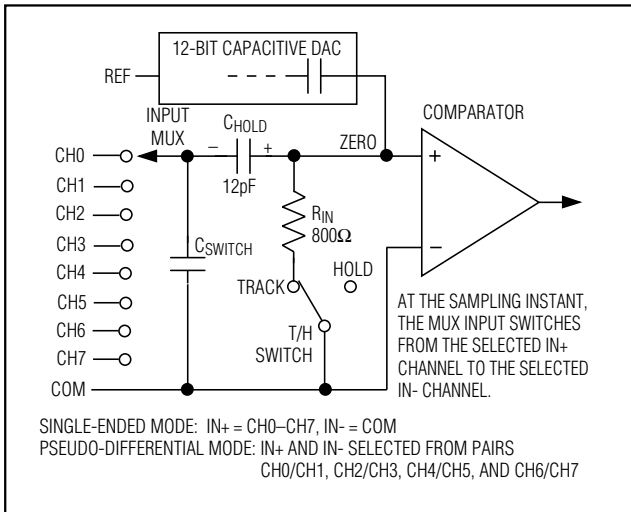 12-BIT CAPACITIVE DAC
REF
INPUT
MUX
CHOLD
− +
12pF
ZERO
COMPARATOR
+
−
CH0
CH1
CH2
CH3
CH4
CH5
CH6
CH7
COM
CSWITCH
RIN
800Ω
TRACK
HOLD
T/H
SWITCH
AT THE SAMPLING INSTANT,
THE MUX INPUT SWITCHES
FROM THE SELECTED IN+
CHANNEL TO THE SELECTED
IN- CHANNEL.
SINGLE-ENDED MODE: IN+ = CH0–CH7, IN- = COM
PSEUDO-DIFFERENTIAL MODE: IN+ AND IN- SELECTED FROM PAIRS
CH0/CH1, CH2/CH3, CH4/CH5, AND CH6/CH7